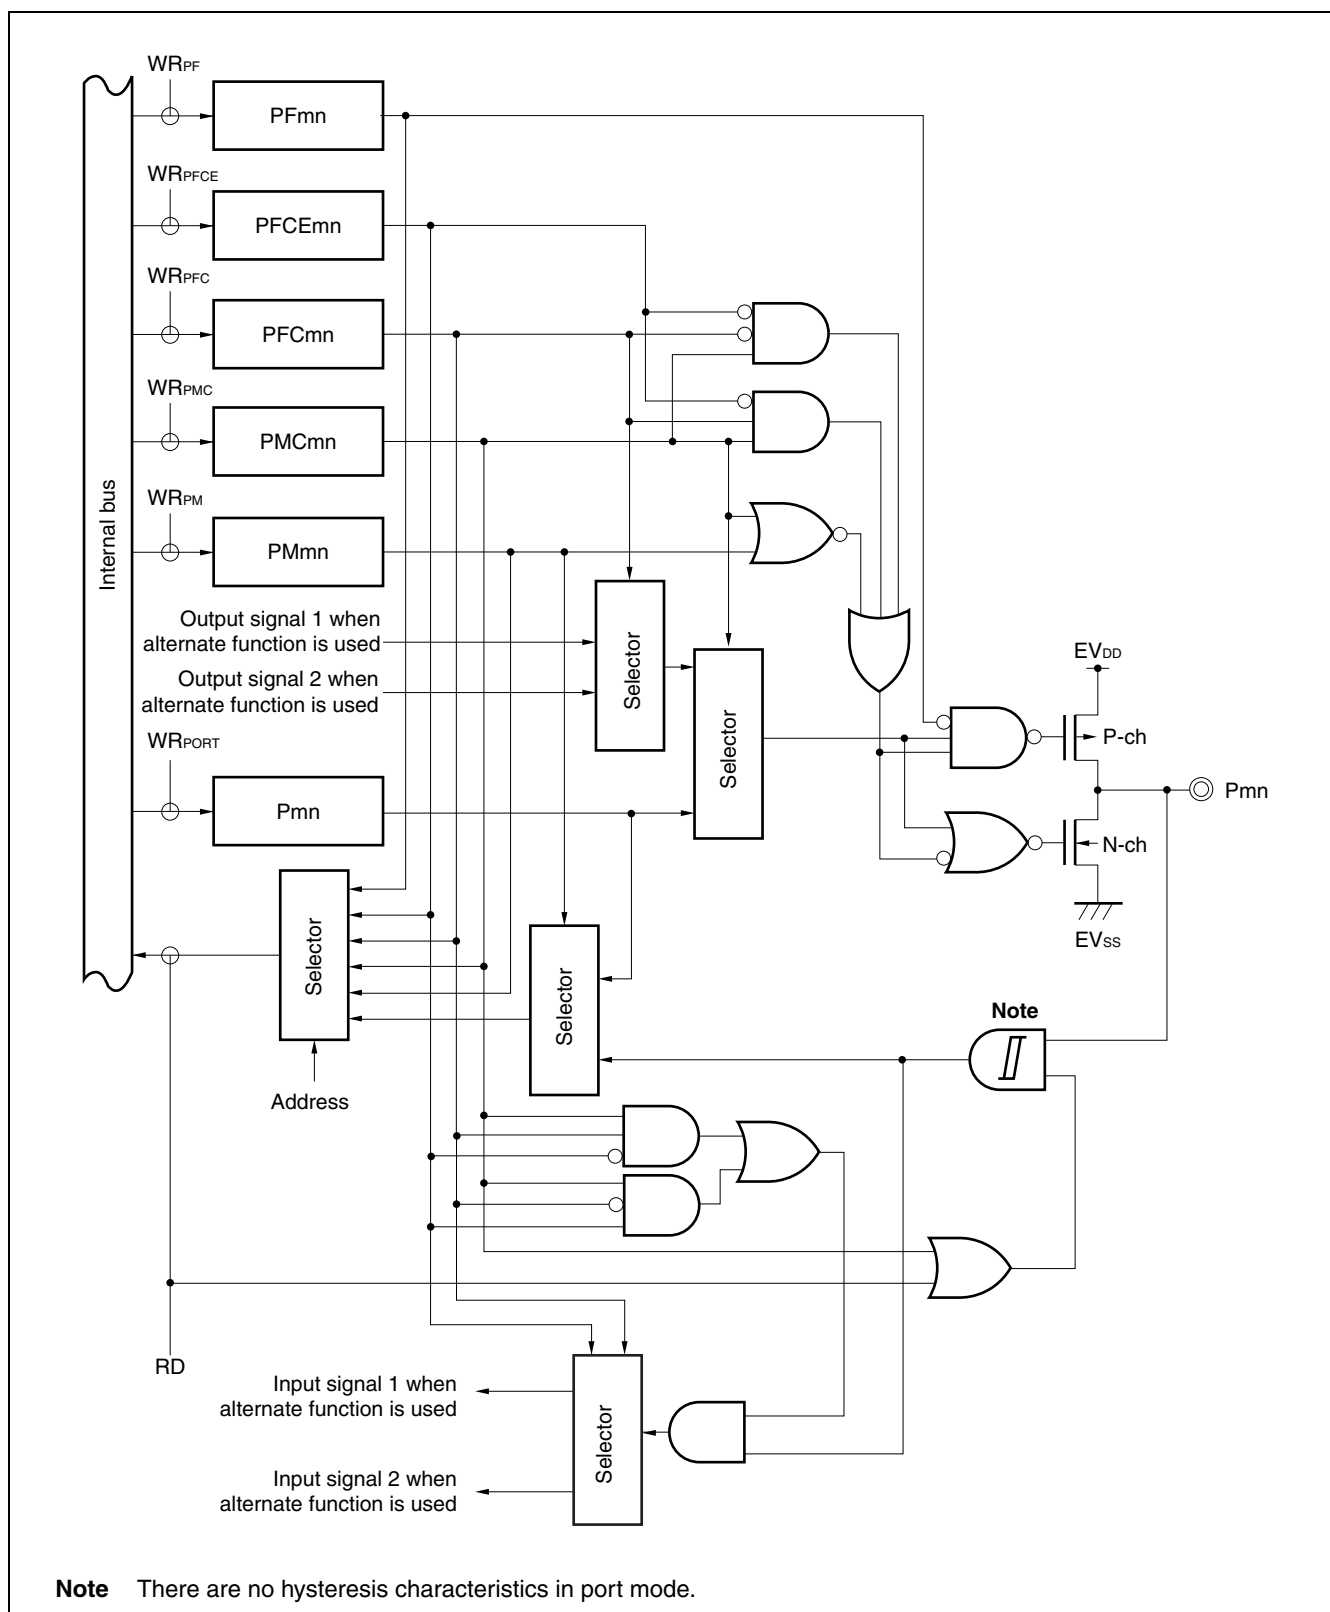 WRPF
PFmn
WRPFCE
PFCEmn
WRPFC
PFCmn
WRPMC
PMCmn
WRPM
PMmn
Internal bus
Output signal 1 when
alternate function is used
Output signal 2 when
alternate function is used
Selector
Selector
EVDD
P-ch
WRPORT
Pmn
Pmn
N-ch
EVSS
Selector
Selector
Note
Address
RD
Input signal 1 when
alternate function is used
Input signal 2 when
alternate function is used
Selector
Note There are no hysteresis characteristics in port mode.